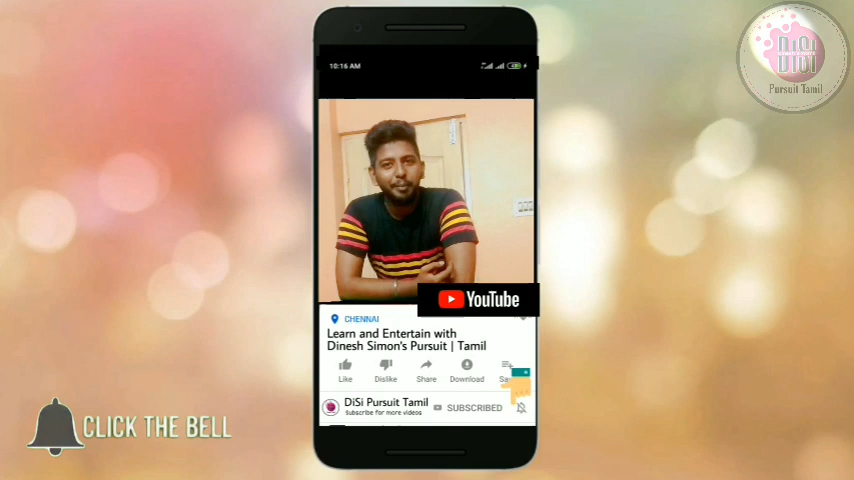 DiSi
Pursuit Tamil
10:16 AM
YouTube
CHENNAI
Learn and Entertain with
Dinesh Simon's Pursuit | Tamil
Like Dislike Share Download
DiSi Pursuit Tamil
Subscribe for more videos
SUBSCRIBED
CLICK THE BELL